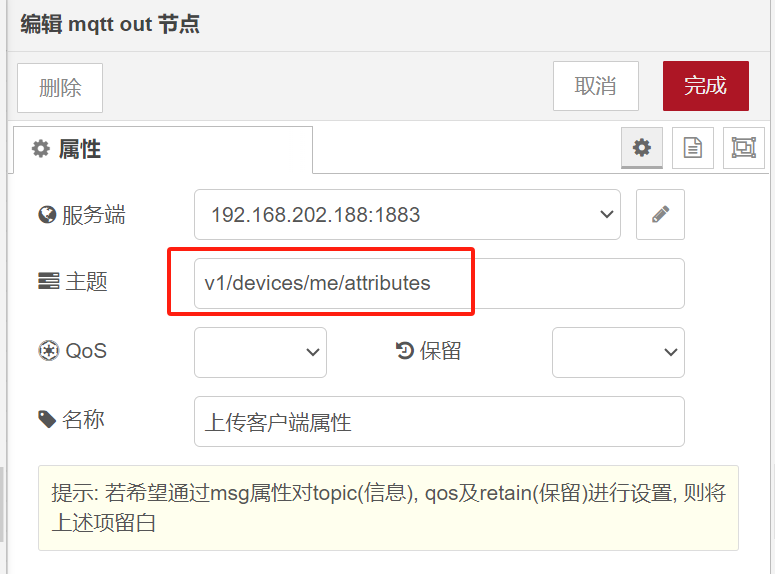 编辑 mqtt out 节点
删除 取消 完成
属性
服务端 192.168.202.188:1883
主题 v1/devices/me/attributes
QoS 保留
名称 上传客户端属性
提示: 若希望通过msg属性对topic(信息), qos及retain(保留)进行设置, 则将
上述项留白